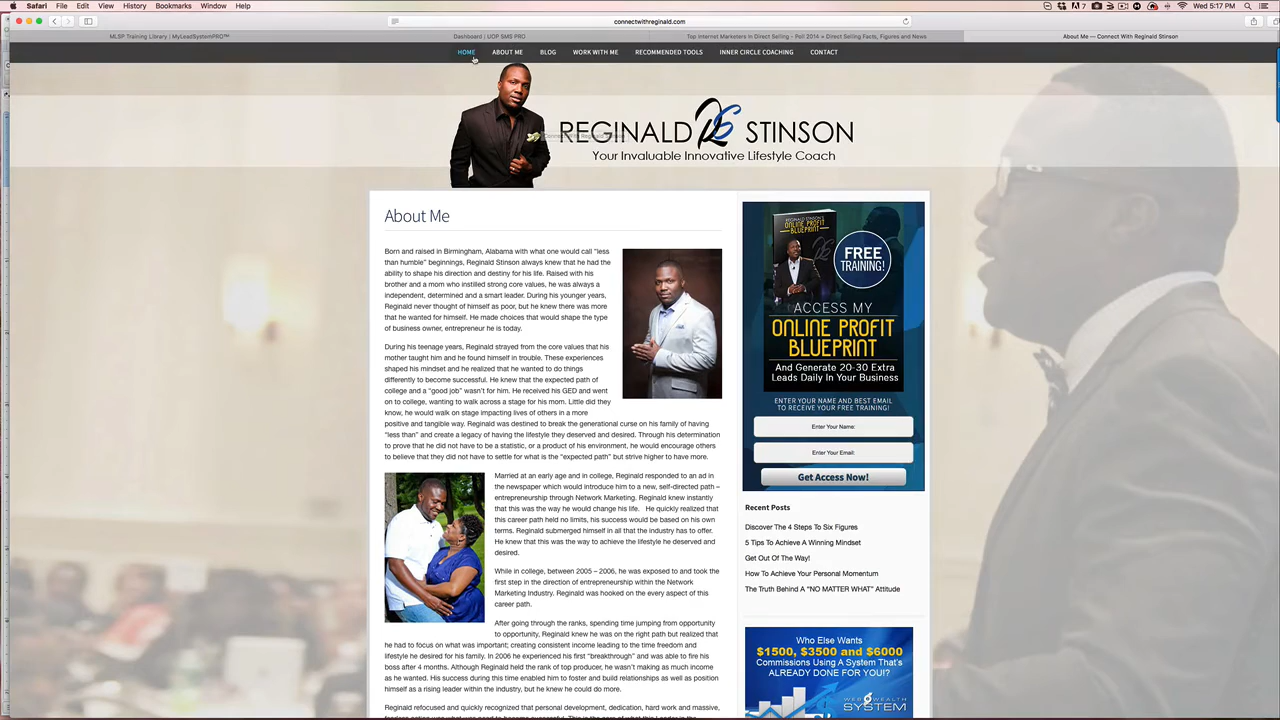 Safari File Edit View History Bookmarks Window Help
7
Wed 5:17 PM
connectwithreginald.com
MLSP Training Library | MyLeadSystemPRO™
Dashboard | UDP SMS PRO
Top Internet Marketers In Direct Selling - Poll 2014 » Direct Selling Facts, Figures and News
About Me — Connect With Reginald Stinson
HOME ABOUT ME BLOG WORK WITH ME RECOMMENDED TOOLS INNER CIRCLE COACHING CONTACT
REGINALD RS STINSON
Your Invaluable Innovative Lifestyle Coach
About Me
Born and raised in Birmingham, Alabama with what one would call “less
than humble” beginnings, Reginald Stinson always knew that he had the
ability to shape his direction and destiny for his life. Raised with his
brother and a mom who instilled strong core values, he was always a
independent, determined and a smart leader. During his younger years,
Reginald never thought of himself as poor, but he knew there was more
that he wanted for himself. He made choices that would shape the type
of business owner, entrepreneur he is today.
During his teenage years, Reginald strayed from the core values that his
mother taught him and he found himself in trouble. These experiences
shaped his mindset and he realized that he wanted to do things
differently to become successful. He knew that the expected path of
college and a “good job” wasn’t for him. He received his GED and went
on to college, wanting to walk across a stage for his mom. Little did they
know, he would walk on stage impacting lives of others in a more
positive and tangible way. Reginald was destined to break the generational curse on his family of having
“less than” and create a legacy of having the lifestyle they deserved and desired. Through his determination
to prove that he did not have to be a statistic, or a product of his environment, he would encourage others
to believe that they did not have to settle for what is the “expected path” but strive higher to have more.
Married at an early age and in college, Reginald responded to an ad in
the newspaper which would introduce him to a new, self-directed path –
entrepreneurship through Network Marketing. Reginald knew instantly
that this was the way he would change his life. He quickly realized that
this career path held no limits, his success would be based on his own
terms. Reginald submerged himself in all that the industry has to offer.
He knew that this was the way to achieve the lifestyle he deserved and
desired.
While in college, between 2005 – 2006, he was exposed to and took the
first step in the direction of entrepreneurship within the Network
Marketing Industry. Reginald was hooked on the every aspect of this
career path.
After going through the ranks, spending time jumping from opportunity
to opportunity, Reginald knew he was on the right path but realized that
he had to focus on what was important; creating consistent income leading to the time freedom and
lifestyle he desired for his family. In 2006 he experienced his first “breakthrough” and was able to fire his
boss after 4 months. Although Reginald held the rank of top producer, he wasn’t making as much income
as he wanted. His success during this time enabled him to foster and build relationships as well as position
himself as a rising leader within the industry, but he knew he could do more.
Reginald refocused and quickly recognized that personal development, dedication, hard work and massive,
REGINALD STINSON'S
ONLINE PROFIT
BLUEPRINT
FREE
TRAINING!
ACCESS MY
ONLINE PROFIT
BLUEPRINT
And Generate 20-30 Extra
Leads Daily In Your Business
ENTER YOUR NAME AND BEST EMAIL
TO RECEIVE YOUR FREE TRAINING!
Enter Your Name:
Enter Your Email:
Get Access Now!
Recent Posts
Discover The 4 Steps To Six Figures
5 Tips To Achieve A Winning Mindset
Get Out Of The Way!
How To Achieve Your Personal Momentum
The Truth Behind A “NO MATTER WHAT” Attitude
Who Else Wants
$1500, $3500 and $6000
Commissions Using A System That's
ALREADY DONE FOR YOU!?
WEB WEALTH
SYSTEM